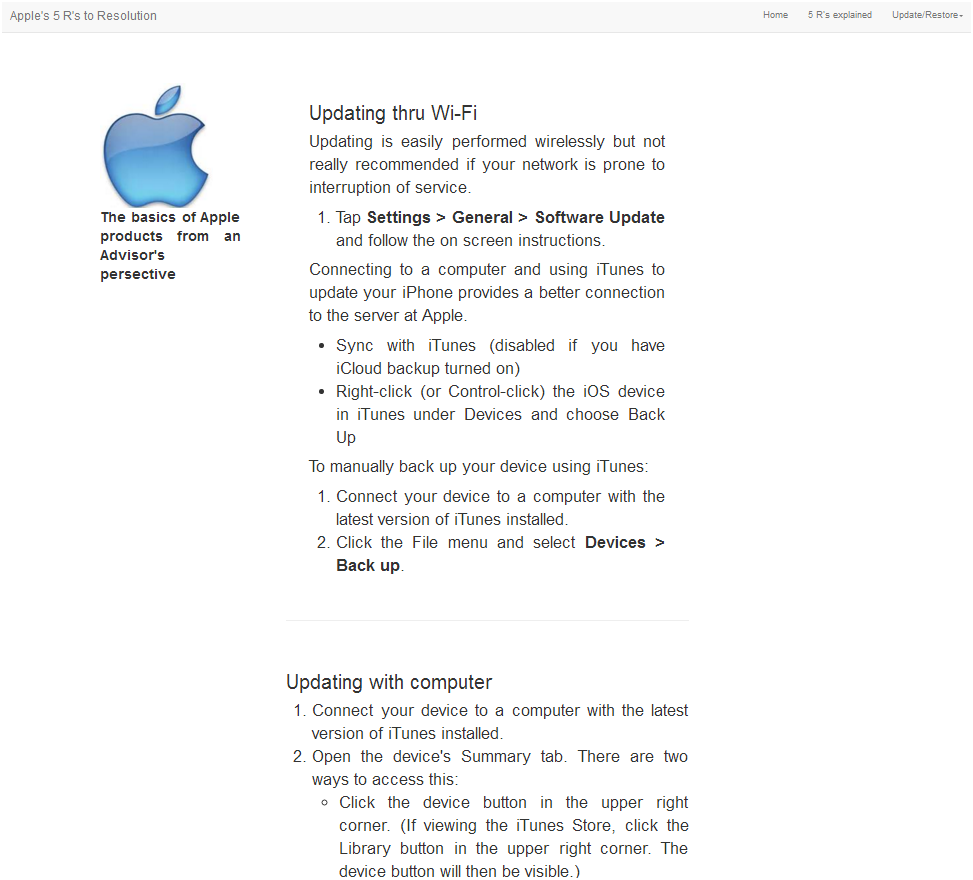 Apple's 5 R's to Resolution
Home 5 R's explained Update/Restore
The basics of Apple
products from an
Advisor's
persective
Updating thru Wi-Fi
Updating is easily performed wirelessly but not
really recommended if your network is prone to
interruption of service.
1. Tap Settings > General > Software Update
and follow the on screen instructions.
Connecting to a computer and using iTunes to
update your iPhone provides a better connection
to the server at Apple.
• Sync with iTunes (disabled if you have
iCloud backup turned on)
• Right-click (or Control-click) the iOS device
in iTunes under Devices and choose Back
Up
To manually back up your device using iTunes:
1. Connect your device to a computer with the
latest version of iTunes installed.
2. Click the File menu and select Devices >
Back up.
Updating with computer
1. Connect your device to a computer with the latest
version of iTunes installed.
2. Open the device's Summary tab. There are two
ways to access this:
◦ Click the device button in the upper right
corner. (If viewing the iTunes Store, click the
Library button in the upper right corner. The
device button will then be visible.)